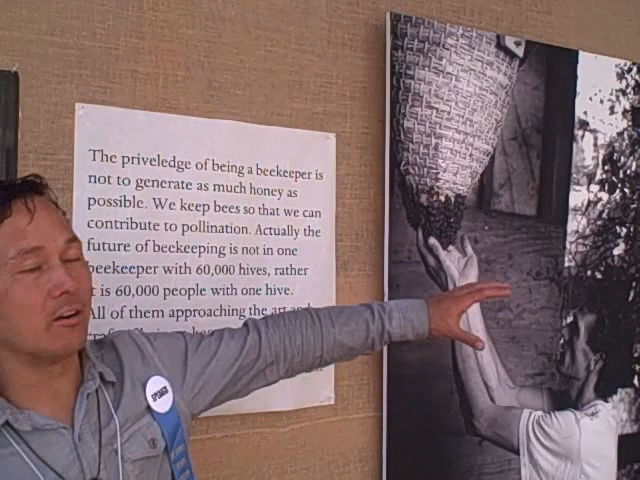 The priveledge of being a beekeeper is
not to generate as much honey as
possible. We keep bees so that we can
contribute to pollination. Actually the
future of beekeeping is not in one
beekeeper with 60,000 hives, rather
is 60,000 people with one hive.
All of them approaching the art and
SPEAKER